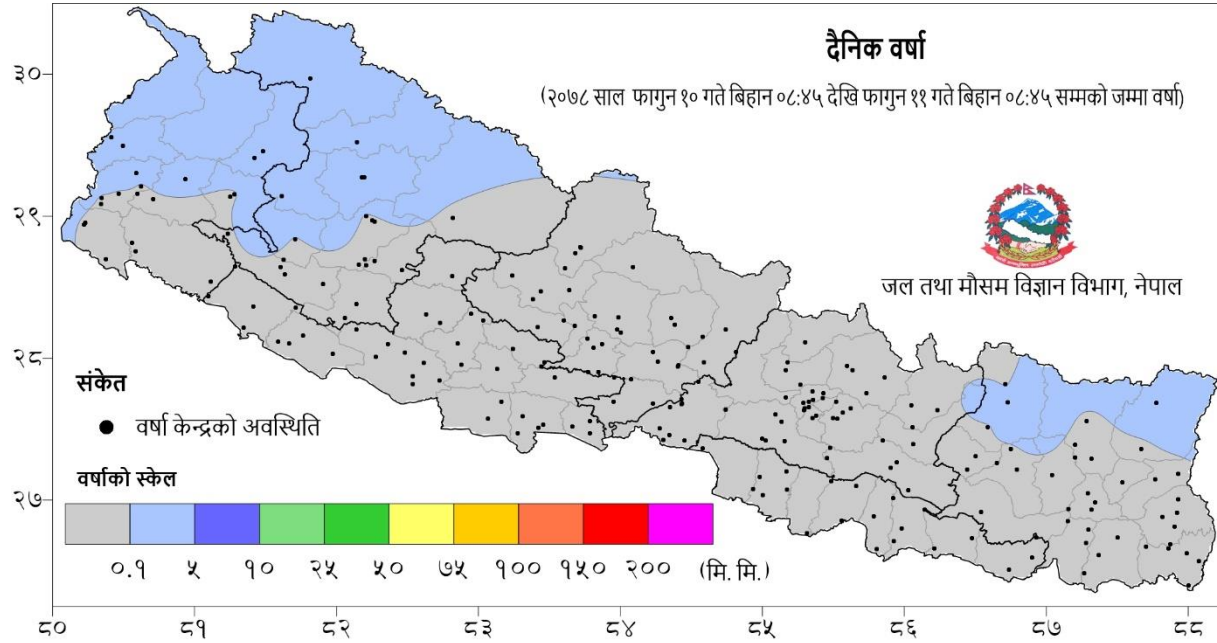 दैनिक वर्षा
(२०७८ साल फागुन १० गते बिहान ०८:४५ देखि फागुन ११ गते बिहान ०८:४५ सम्मको जम्मा वर्षा)
जल तथा मौसम विज्ञान विभाग, नेपाल
३०
२९
२८
२७
संकेत
वर्षा केन्द्रको अवस्थिति
वर्षाको स्केल
०.१ ५ १० २५ ५० ७५ १०० १५० २०० (मि. मि.)
८० ८१ ८२ ८३ ८४ ८५ ८६ ८७ ८८